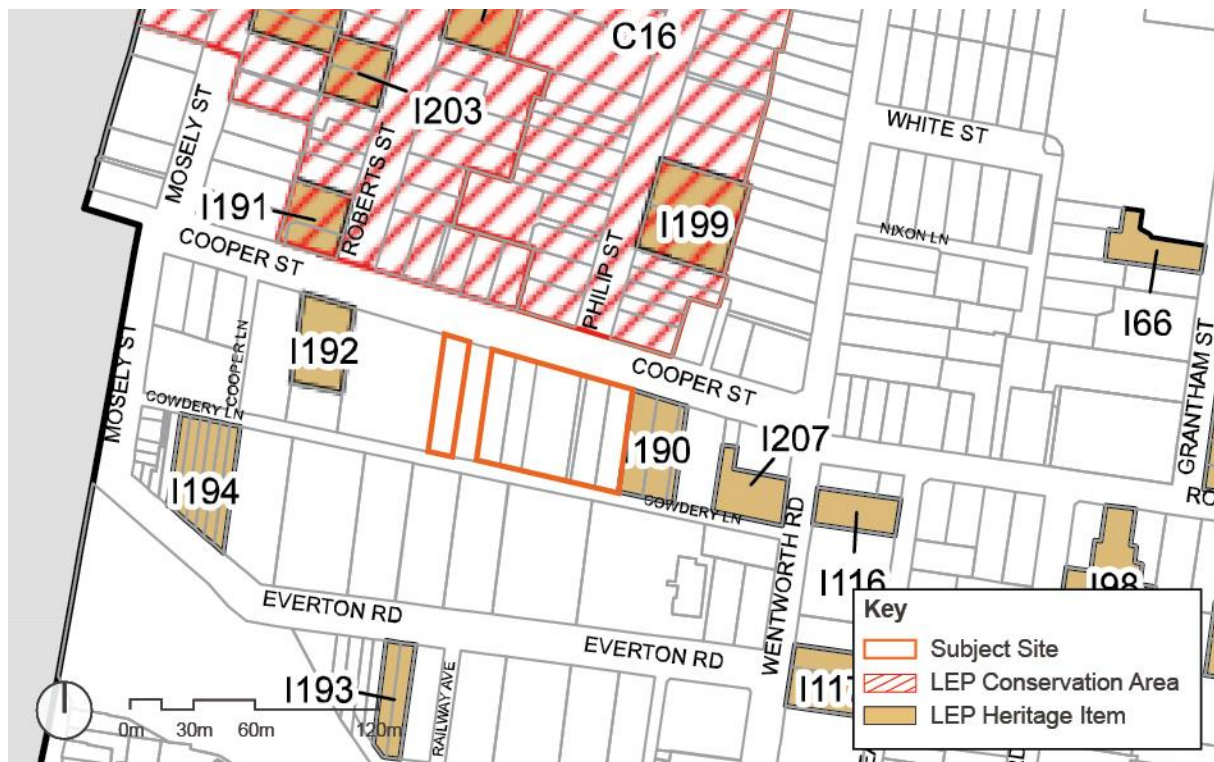 C16
I203
MOSELY ST
ROBERTS ST
WHITE ST
I191
I199
NIXON LN
COOPER ST
PHILIP ST
I66
I192
COOPER LN
MOSELY ST
COWDERY LN
COOPER ST
GRANTHAM ST
I207
I190
I194
COWDERY LN
WENTWORTH RD
I116
I98
EVERTON RD
EVERTON RD
I193
RAILWAY AVE
I117
0m 30m 60m 120m
Key
Subject Site
LEP Conservation Area
LEP Heritage Item